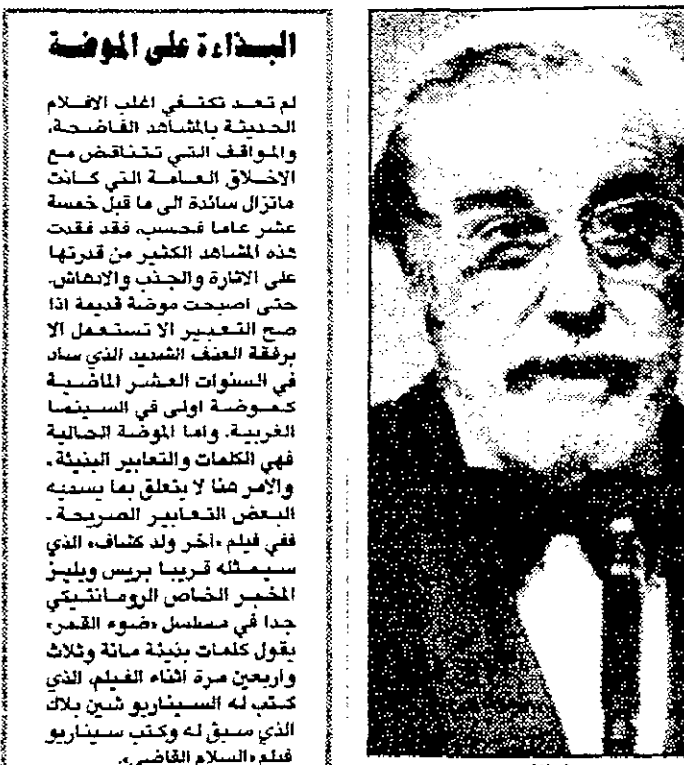 البذاءة على الموضة
لم تعد تكتفي اغلب الافلام
الحديثة بالمشاهد الفاضحة،
والمواقف التي تتناقض مع
الاخلاق العامة التي كانت
ماتزال سائدة الى ما قبل خمسة
عشر عاما فحسب، فقد فقدت
هذه المشاهد الكثير من قدرتها
على الاثارة والجذب والادهاش.
حتى اصبحت موضة قديمة اذا
صح التعبير الا تستعمل الا
برفقة العنف الشديد الذي ساد
في السنوات العشر الماضية
كموضة اولى في السينما
الغربية. واما الموضة الحالية
فهي الكلمات والتعابير البذيئة.
والامر هنا لا يتعلق بما يسميه
البعض التعابير الصريحة.
ففي فيلم «اخر ولد كشاف» الذي
سيمثله قريبا بريس ويليز
المخبر الخاص الرومانتيكي
جدا في مسلسل «ضوء القمر»
يقول كلمات بذيئة مائة وثلاث
واربعين مرة اثناء الفيلم، الذي
كتب له السيناريو شين بلاك
الذي سبق له وكتب سيناريو
فيلم «السلام القاضي».